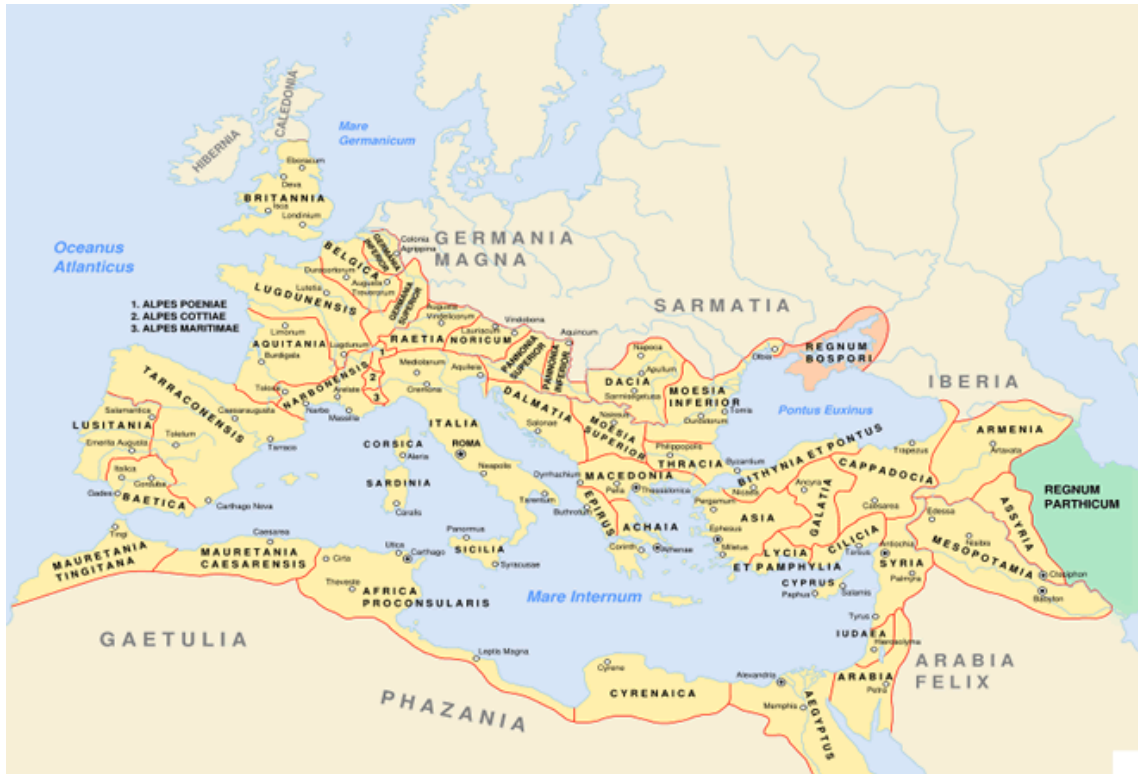 CALEDONIA
HIBERNIA
Mare
Germanicum
Eboracum
Deva
BRITANNIA
Isca
Londinium
Oceanus
Atlanticus
GERMANIA
MAGNA
Colonia
Agrippina
GERMANIA
INFERIOR
BELGICA
Durocortorum
Augusta
Treverorum
Lutetia
LUGDUNENSIS
GERMANIA
SUPERIOR
1. ALPES POENIAE
2. ALPES COTTIAE
3. ALPES MARITIMAE
SARMATIA
Augusta
Vindelicorum
Lauriacum
Vindobona
Aquincum
Limonum
AQUITANIA
Burdigala
Lugdunum
RAETIA
NORICUM
PANNONIA
SUPERIOR
PANNONIA
INFERIOR
Napoca
Apulum
DACIA
Sarmisegetusa
MOESIA
INFERIOR
Olbia
REGNUM
BOSPORI
1
2
3
Mediolanum
Aquileia
Cremona
Tolosa
NARBONENSIS
Narbo
Arelate
Massilia
TARRACONENSIS
Salamantica
LUSITANIA
Emerita Augusta
Caesaraugusta
Toletum
Tarraco
Italica
Corduba
Gades
BAETICA
Carthago Nova
DALMATIA
Salonae
Naissus
MOESIA
SUPERIOR
Tomis
Durostorum
Pontus Euxinus
IBERIA
ITALIA
CORSICA
Aleria
ROMA
Neapolis
SARDINIA
Caralis
Tarentum
Dyrrhachium
MACEDONIA
Pella
Thessalonica
Philippopolis
THRACIA
Byzantium
BITHYNIA ET PONTUS
Trapezus
ARMENIA
Artaxata
CAPPADOCIA
Ancyra
Nicaea
Pergamum
GALATIA
Caesarea
REGNUM
PARTHICUM
Buthrotum
EPIRUS
ACHAIA
Corinth
Athenae
ASIA
Ephesus
Miletus
LYCIA
ET PAMPHYLIA
CILICIA
Tarsus
Antiochia
SYRIA
Palmyra
Edessa
Nisibis
ASSYRIA
MESOPOTAMIA
Ctesiphon
Babylon
CYPRUS
Paphus
Salamis
Panormus
SICILIA
Syracusae
Tingi
MAURETANIA
TINGITANA
Caesarea
MAURETANIA
CAESARENSIS
Cirta
Utica
Carthago
Theveste
AFRICA
PROCONSULARIS
Mare Internum
Tyrus
IUDAEA
Hierosolyma
ARABIA
FELIX
GAETULIA
Leptis Magna
PHAZANIA
Cyrene
CYRENAICA
Alexandria
Memphis
AEGYPTUS
ARABIA
Petra